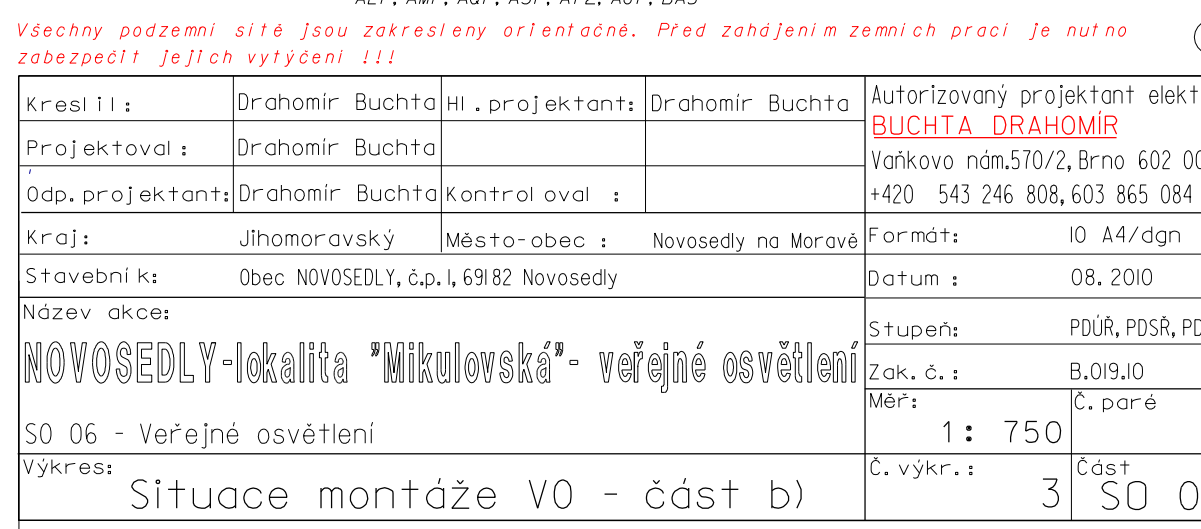 Všechny podzemní sítě jsou zakresleny orientačně. Před zahájením zemních prací je nutno
zabezpečit jejich vytýčení !!!
Kreslil: Drahomír Buchta Hl.projektant: Drahomír Buchta
Projektoval: Drahomír Buchta
Odp.projektant: Drahomír Buchta Kontroloval :
Kraj: Jihomoravský Město-obec : Novosedly na Moravě
Stavebník: Obec NOVOSEDLY, č.p.1, 69182 Novosedly
Název akce:
NOVOSEDLY-lokalita "Mikulovská"- veřejné osvětlení
SO 06 - Veřejné osvětlení
Výkres:
Situace montáže VO - část b)
Autorizovaný projektant elekt
BUCHTA DRAHOMÍR
Vaňkovo nám.570/2, Brno 602 00
+420 543 246 808, 603 865 084
Formát: 10 A4/dgn
Datum : 08.2010
Stupeň: PDÚŘ, PDSŘ, PD
Zak.č.: B.019.10
Měř: Č.paré
1: 750
Č.výkr.: Část
3 SO 0